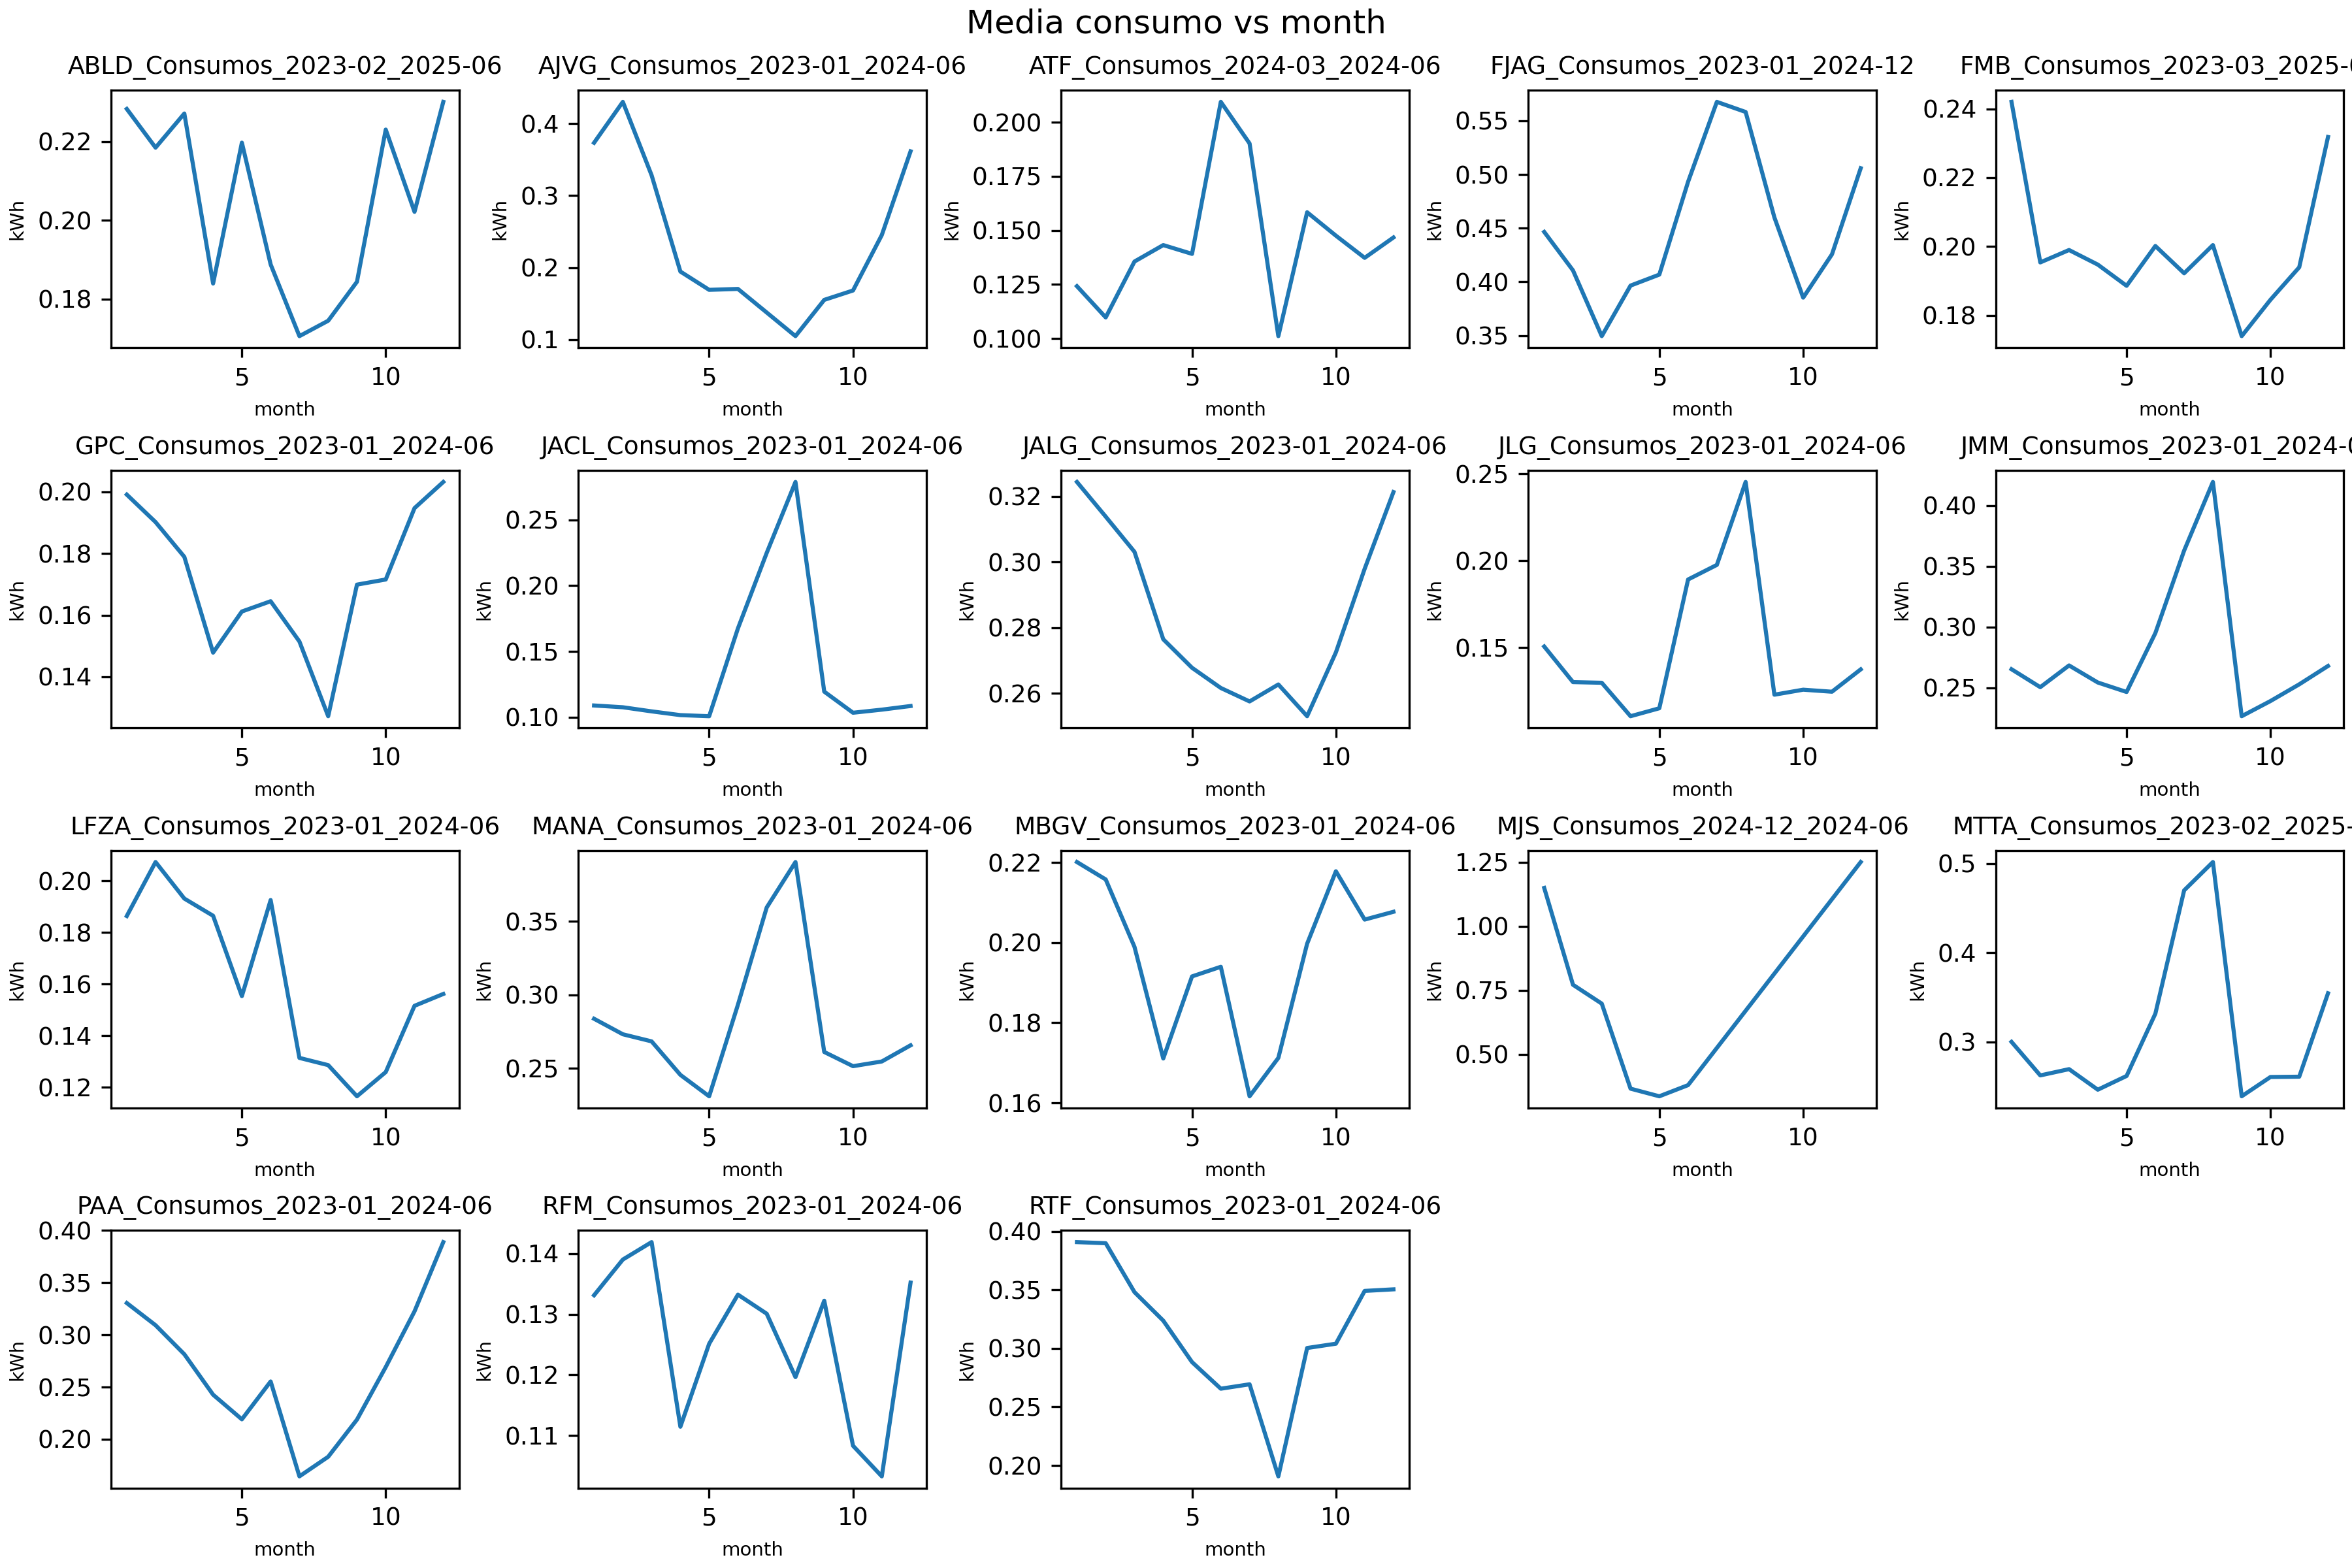 Media consumo vs month
ABLD_Consumos_2023-02_2025-06
0.22
0.20
0.18
kWh
5 10
month
AJVG_Consumos_2023-01_2024-06
0.4
0.3
0.2
0.1
kWh
5 10
month
ATF_Consumos_2024-03_2024-06
0.200
0.175
0.150
0.125
0.100
kWh
5 10
month
FJAG_Consumos_2023-01_2024-12
0.55
0.50
0.45
0.40
0.35
kWh
5 10
month
FMB_Consumos_2023-03_2025-
0.24
0.22
0.20
0.18
kWh
5 10
month
GPC_Consumos_2023-01_2024-06
0.20
0.18
0.16
0.14
kWh
5 10
month
JACL_Consumos_2023-01_2024-06
0.25
0.20
0.15
0.10
kWh
5 10
month
JALG_Consumos_2023-01_2024-06
0.32
0.30
0.28
0.26
kWh
5 10
month
JLG_Consumos_2023-01_2024-06
0.25
0.20
0.15
kWh
5 10
month
JMM_Consumos_2023-01_2024-
0.40
0.35
0.30
0.25
kWh
5 10
month
LFZA_Consumos_2023-01_2024-06
0.20
0.18
0.16
0.14
0.12
kWh
5 10
month
MANA_Consumos_2023-01_2024-06
0.35
0.30
0.25
kWh
5 10
month
MBGV_Consumos_2023-01_2024-06
0.22
0.20
0.18
0.16
kWh
5 10
month
MJS_Consumos_2024-12_2024-06
1.25
1.00
0.75
0.50
kWh
5 10
month
MTTA_Consumos_2023-02_2025-
0.5
0.4
0.3
kWh
5 10
month
PAA_Consumos_2023-01_2024-06
0.40
0.35
0.30
0.25
0.20
kWh
5 10
month
RFM_Consumos_2023-01_2024-06
0.14
0.13
0.12
0.11
kWh
5 10
month
RTF_Consumos_2023-01_2024-06
0.40
0.35
0.30
0.25
0.20
kWh
5 10
month